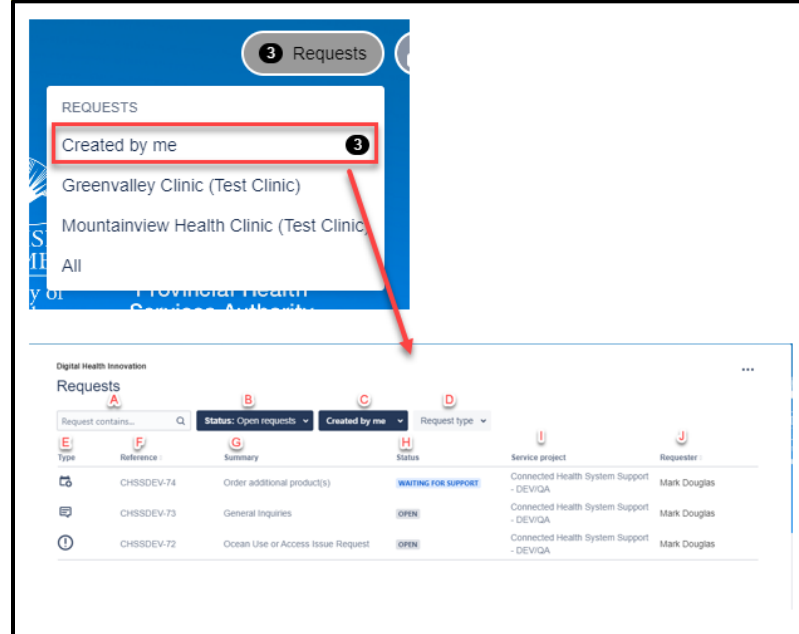 3 Requests
REQUESTS
Created by me 3
Greenvalley Clinic (Test Clinic)
Mountainview Health Clinic (Test Clinic)
All
y of
Provincial Health
Services Authority
Digital Health Innovation
...
Requests
A B C D
Request contains... Status: Open requests Created by me Request type
E F G H I J
Type Reference Summary Status Service project Requester
CHSSDEV-74 Order additional product(s) WAITING FOR SUPPORT Connected Health System Support - DEV/QA Mark Douglas
CHSSDEV-73 General Inquiries OPEN Connected Health System Support - DEV/QA Mark Douglas
CHSSDEV-72 Ocean Use or Access Issue Request OPEN Connected Health System Support - DEV/QA Mark Douglas